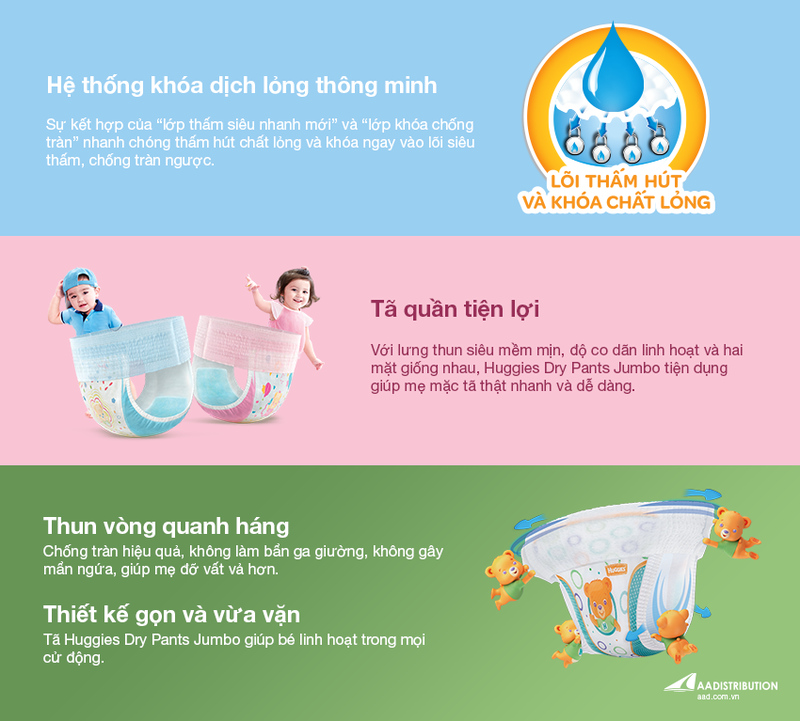 Hệ thống khóa dịch lỏng thông minh
Sự kết hợp của “lớp thấm siêu nhanh mới” và “lớp khóa chống
tràn” nhanh chóng thấm hút chất lỏng và khóa ngay vào lõi siêu
thấm, chống tràn ngược.
LÕI THẤM HÚT
VÀ KHÓA CHẤT LỎNG
Tã quần tiện lợi
Với lưng thun siêu mềm mịn, độ co dãn linh hoạt và hai
mặt giống nhau, Huggies Dry Pants Jumbo tiện dụng
giúp mẹ mặc tã thật nhanh và dễ dàng.
Thun vòng quanh háng
Chống tràn hiệu quả, không làm bẩn ga giường, không gây
mẩn ngứa, giúp mẹ đỡ vất vả hơn.
Thiết kế gọn và vừa vặn
Tã Huggies Dry Pants Jumbo giúp bé linh hoạt trong mọi
cử động.
HUGGIES
AADISTRIBUTION
aad.com.vn